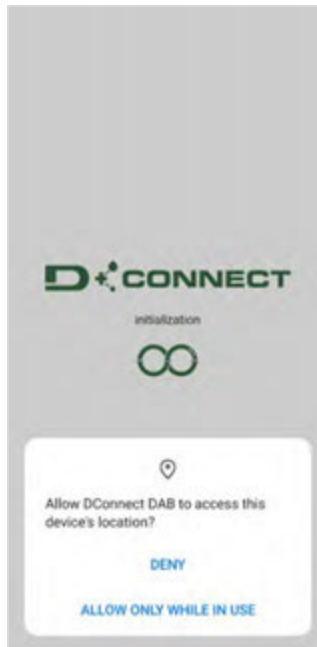 D CONNECT
initialization
Allow DConnect DAB to access this
device's location?
DENY
ALLOW ONLY WHILE IN USE